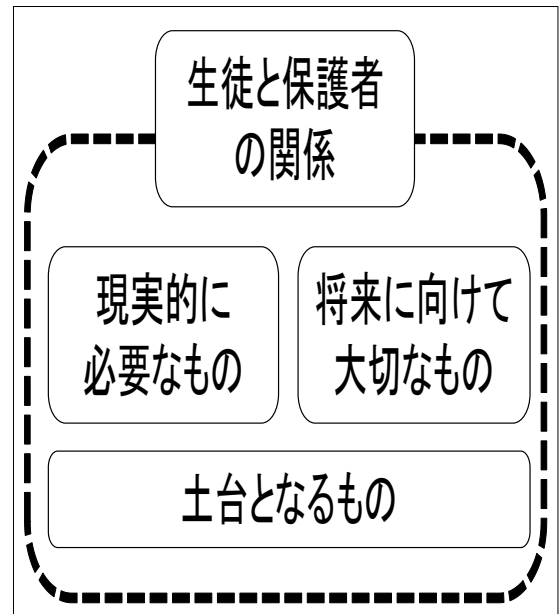 生徒と保護者
の関係
現実的に
必要なもの
将来に向けて
大切なもの
土台となるもの